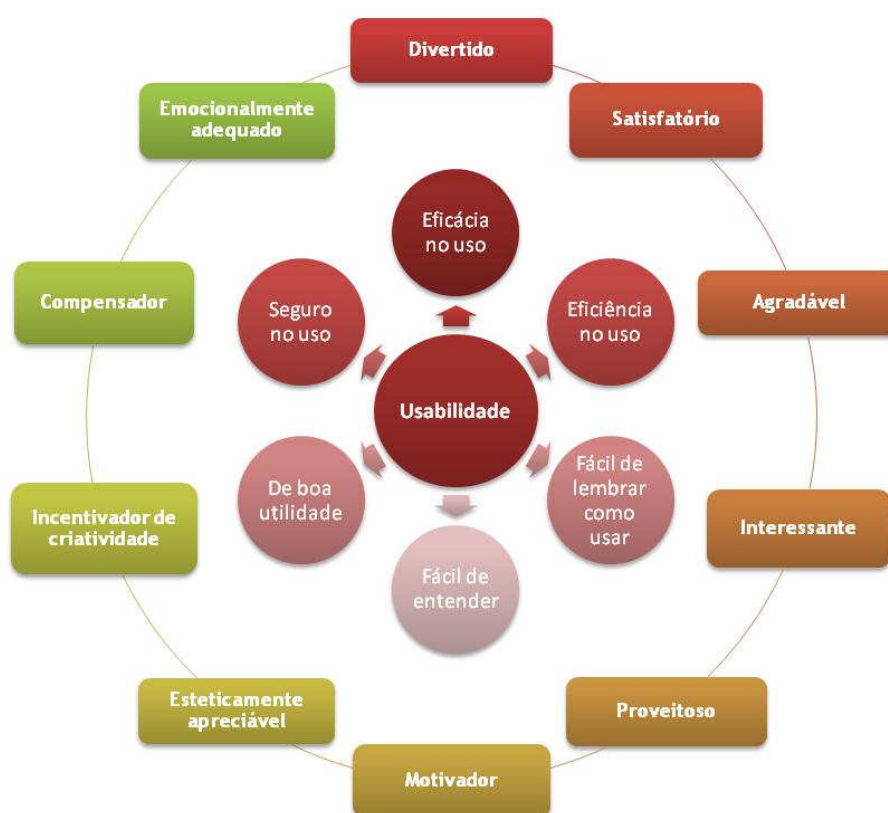 Divertido
Satisfatório
Agradável
Interessante
Proveitoso
Motivador
Esteticamente
apreciável
Incentivador de
criatividade
Compensador
Emocionalmente
adequado
Eficácia
no uso
Eficiência
no uso
Fácil de
lembrar
como
usar
Fácil de
entender
De boa
utilidade
Seguro
no uso
Usabilidade